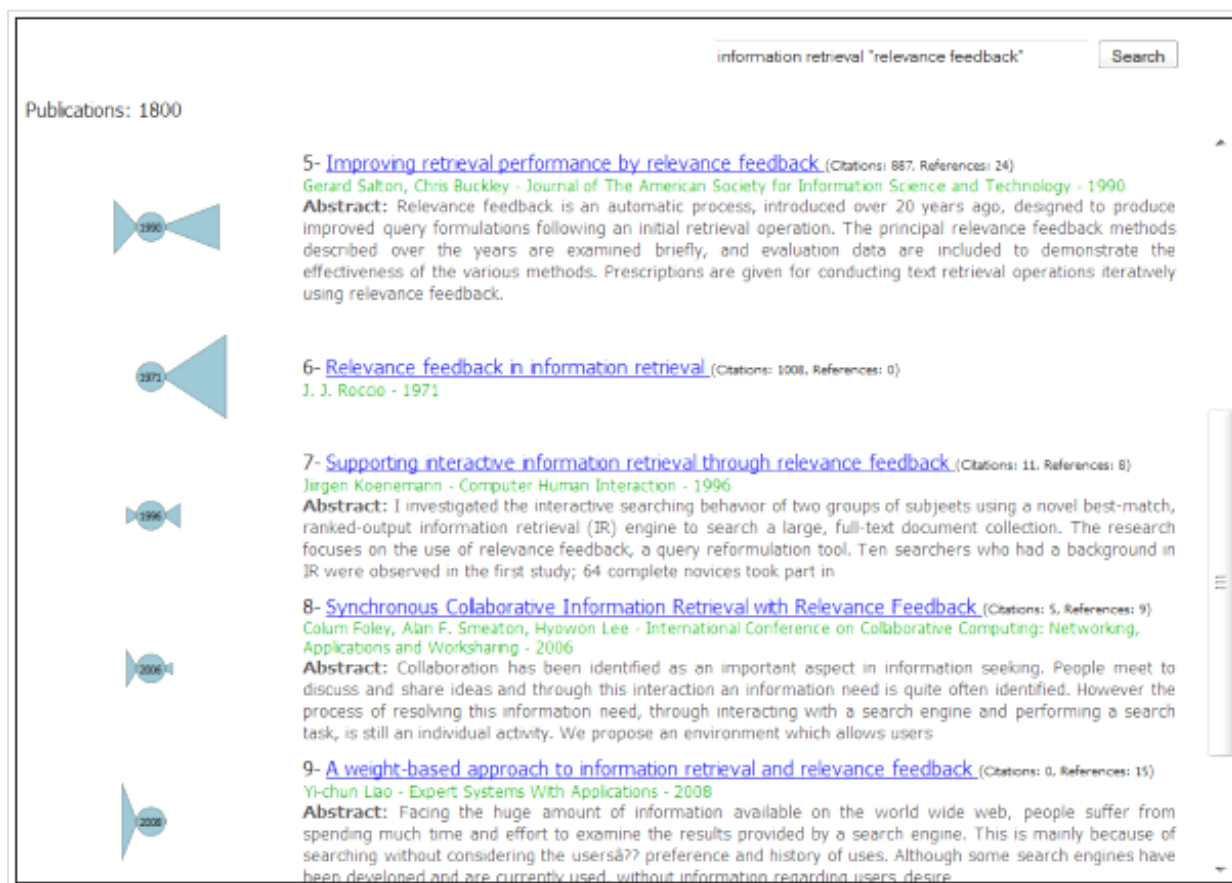 information retrieval "relevance feedback"
Search
Publications: 1800
5- Improving retrieval performance by relevance feedback (Citations: 887, References: 24)
Gerard Salton, Chris Buckley - Journal of The American Society for Information Science and Technology - 1990
1990
Abstract: Relevance feedback is an automatic process, introduced over 20 years ago, designed to produce
improved query formulations following an initial retrieval operation. The principal relevance feedback methods
described over the years are examined briefly, and evaluation data are included to demonstrate the
effectiveness of the various methods. Prescriptions are given for conducting text retrieval operations iteratively
using relevance feedback.
1971
6- Relevance feedback in information retrieval (Citations: 1008, References: 0)
J. J. Roccio - 1971
7- Supporting interactive information retrieval through relevance feedback (Citations: 11, References: 8)
Jürgen Koenemann - Computer Human Interaction - 1996
1996
Abstract: I investigated the interactive searching behavior of two groups of subjeets using a novel best-match,
ranked-output information retrieval (IR) engine to search a large, full-text document collection. The research
focuses on the use of relevance feedback, a query reformulation tool. Ten searchers who had a background in
IR were observed in the first study; 64 complete novices took part in
8- Synchronous Collaborative Information Retrieval with Relevance Feedback (Citations: 5, References: 9)
Colum Foley, Alan F. Smeaton, Hyowon Lee - International Conference on Collaborative Computing: Networking,
Applications and Worksharing - 2006
2006
Abstract: Collaboration has been identified as an important aspect in information seeking. People meet to
discuss and share ideas and through this interaction an information need is quite often identified. However the
process of resolving this information need, through interacting with a search engine and performing a search
task, is still an individual activity. We propose an environment which allows users
9- A weight-based approach to information retrieval and relevance feedback (Citations: 0, References: 15)
Yi-chun Liao - Expert Systems With Applications - 2008
2008
Abstract: Facing the huge amount of information available on the world wide web, people suffer from
spending much time and effort to examine the results provided by a search engine. This is mainly because of
searching without considering the usersâ?? preference and history of uses. Although some search engines have
been developed and are currently used, without information regarding users desire